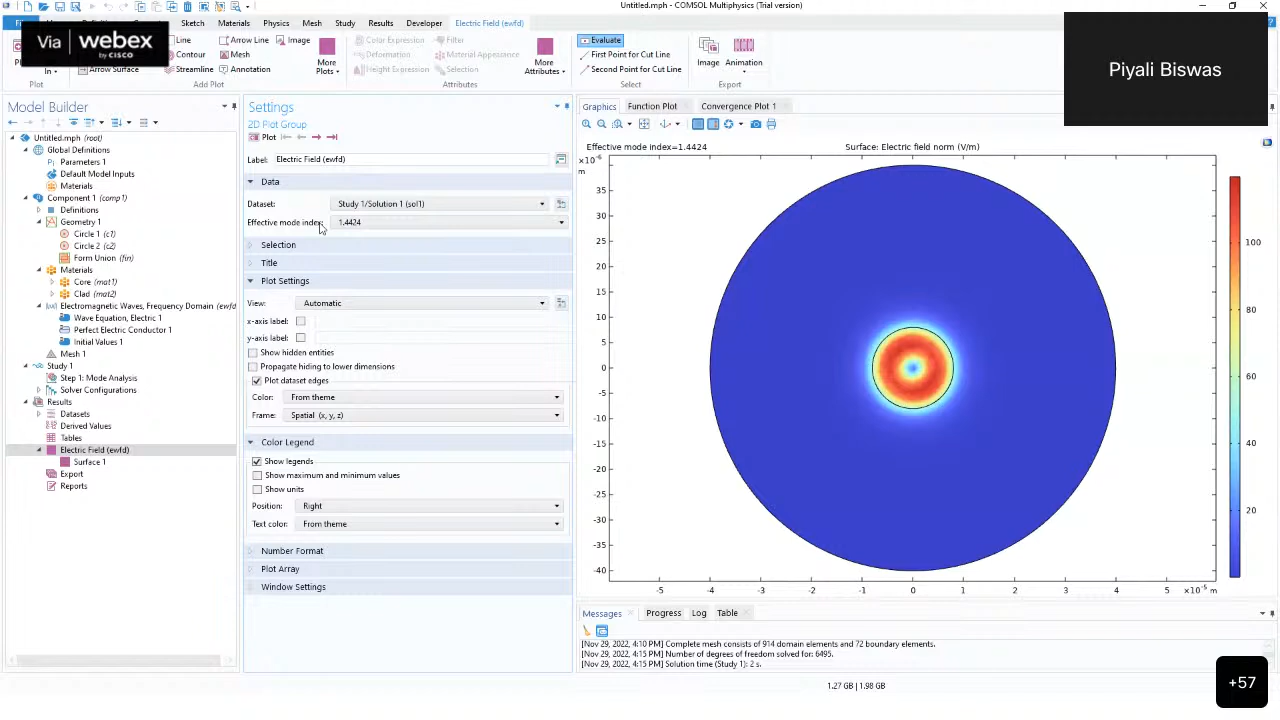 Untitled.mph - COMSOL Multiphysics (Trial version)
Sketch Materials Physics Mesh Study Results Developer Electric Field (ewfd)
Via webex
by CISCO
Line
Contour
Streamline
Arrow Line
Mesh
Annotation
Image
More
Plots
Color Expression
Deformation
Height Expression
Filter
Material Appearance
Selection
More
Attributes
Evaluate
First Point for Cut Line
Second Point for Cut Line
Image
Animation
In
Arrow Surface
Plot
Add Plot
Attributes
Select
Piyali Biswas
Model Builder
Untitled.mph (root)
Global Definitions
Parameters 1
Default Model Inputs
Materials
Component 1 (comp1)
Definitions
Geometry 1
Circle 1 (c1)
Circle 2 (c2)
Form Union (fin)
Materials
Core (mat1)
Clad (mat2)
Electromagnetic Waves, Frequency Domain (ewfd
Wave Equation, Electric 1
Perfect Electric Conductor 1
Initial Values 1
Mesh 1
Study 1
Step 1: Mode Analysis
Solver Configurations
Results
Datasets
Derived Values
Tables
Electric Field (ewfd)
Surface 1
Export
Reports
Settings
2D Plot Group
Plot
Label: Electric Field (ewfd)
Data
Dataset: Study 1/Solution 1 (sol1)
Effective mode index: 1.4424
Selection
Title
Plot Settings
View: Automatic
x-axis label:
y-axis label:
Show hidden entities
Propagate hiding to lower dimensions
Plot dataset edges
Color: From theme
Frame: Spatial (x, y, z)
Color Legend
Show legends
Show maximum and minimum values
Show units
Position: Right
Text color: From theme
Number Format
Plot Array
Window Settings
Graphics Function Plot Convergence Plot 1
Effective mode index=1.4424 Surface: Electric field norm (V/m)
×10⁻⁶
m
35
30
25
20
15
10
5
0
-5
-10
-15
-20
-25
-30
-35
-40
-5 -4 -3 -2 -1 0 1 2 3 4 5 ×10⁻⁵ m
100
80
60
40
20
Messages Progress Log Table
[Nov 29, 2022, 4:10 PM] Complete mesh consists of 914 domain elements and 72 boundary elements.
[Nov 29, 2022, 4:15 PM] Number of degrees of freedom solved for: 6495.
[Nov 29, 2022, 4:15 PM] Solution time (Study 1): 2 s.
1.27 GB | 1.98 GB
+57